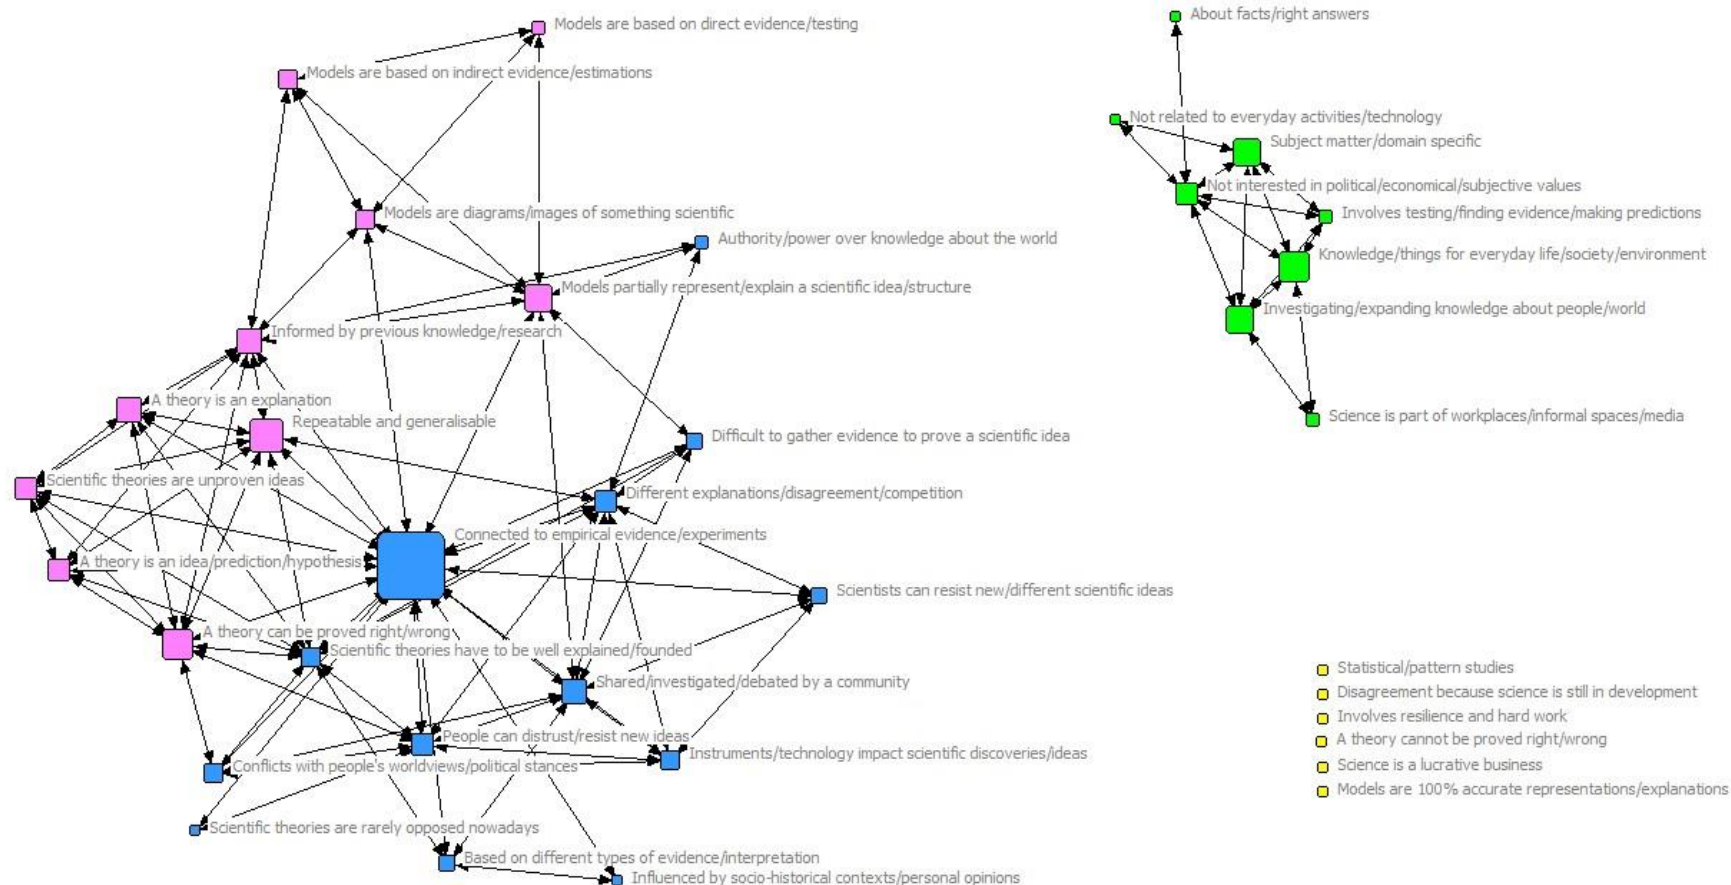 About facts/right answers
Models are based on direct evidence/testing
Models are based on indirect evidence/estimations
Not related to everyday activities/technology
Subject matter/domain specific
Not interested in political/economical/subjective values
Models are diagrams/images of something scientific
Involves testing/finding evidence/making predictions
Authority/power over knowledge about the world
Knowledge/things for everyday life/society/environment
Models partially represent/explain a scientific idea/structure
Investigating/expanding knowledge about people/world
Informed by previous knowledge/research
A theory is an explanation
Science is part of workplaces/informal spaces/media
Repeatable and generalisable
Difficult to gather evidence to prove a scientific idea
Scientific theories are unproven ideas
Different explanations/disagreement/competition
Connected to empirical evidence/experiments
A theory is an idea/prediction/hypothesis
Scientists can resist new/different scientific ideas
A theory can be proved right/wrong
Scientific theories have to be well explained/founded
Statistical/pattern studies
Shared/investigated/debated by a community
Disagreement because science is still in development
Involves resilience and hard work
People can distrust/resist new ideas
A theory cannot be proved right/wrong
Instruments/technology impact scientific discoveries/ideas
Conflicts with people's worldviews/political stances
Science is a lucrative business
Models are 100% accurate representations/explanations
Scientific theories are rarely opposed nowadays
Based on different types of evidence/interpretation
Influenced by socio-historical contexts/personal opinions